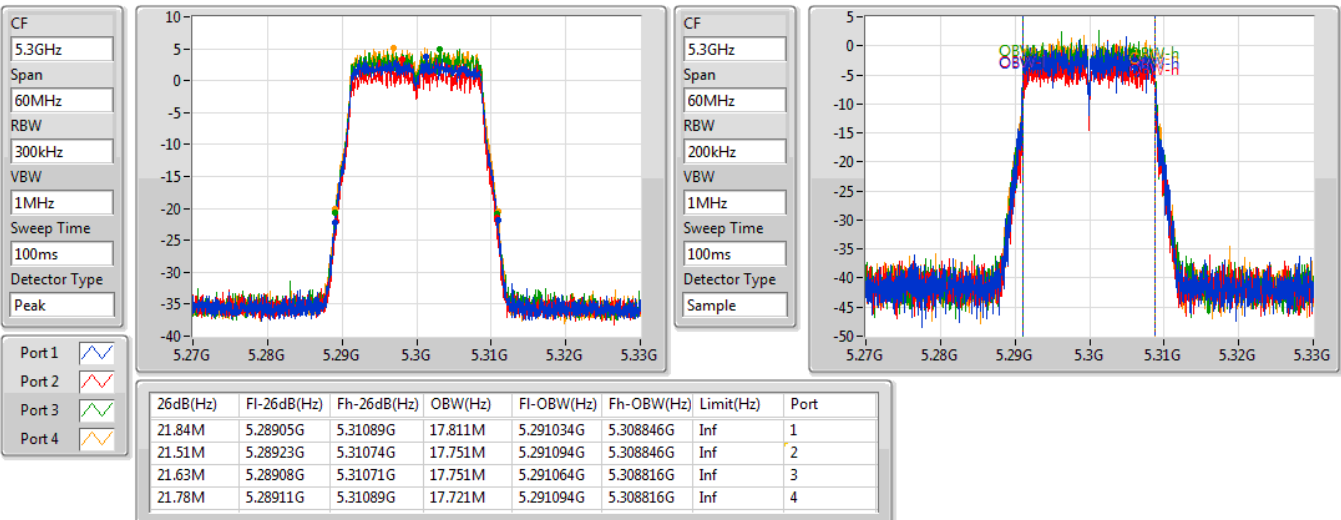 CF
5.3GHz
Span
60MHz
RBW
300kHz
VBW
1MHz
Sweep Time
100ms
Detector Type
Peak
Port 1
Port 2
Port 3
Port 4
10
5
0
-5
-10
-15
-20
-25
-30
-35
-40
5.27G 5.28G 5.29G 5.3G 5.31G 5.32G 5.33G
CF
5.3GHz
Span
60MHz
RBW
200kHz
VBW
1MHz
Sweep Time
100ms
Detector Type
Sample
5
0
-5
-10
-15
-20
-25
-30
-35
-40
-45
-50
5.27G 5.28G 5.29G 5.3G 5.31G 5.32G 5.33G
26dB(Hz) Fl-26dB(Hz) Fh-26dB(Hz) OBW(Hz) Fl-OBW(Hz) Fh-OBW(Hz) Limit(Hz) Port
21.84M 5.28905G 5.31089G 17.811M 5.291034G 5.308846G Inf 1
21.51M 5.28923G 5.31074G 17.751M 5.291094G 5.308846G Inf 2
21.63M 5.28908G 5.31071G 17.751M 5.291064G 5.308816G Inf 3
21.78M 5.28911G 5.31089G 17.721M 5.291094G 5.308816G Inf 4